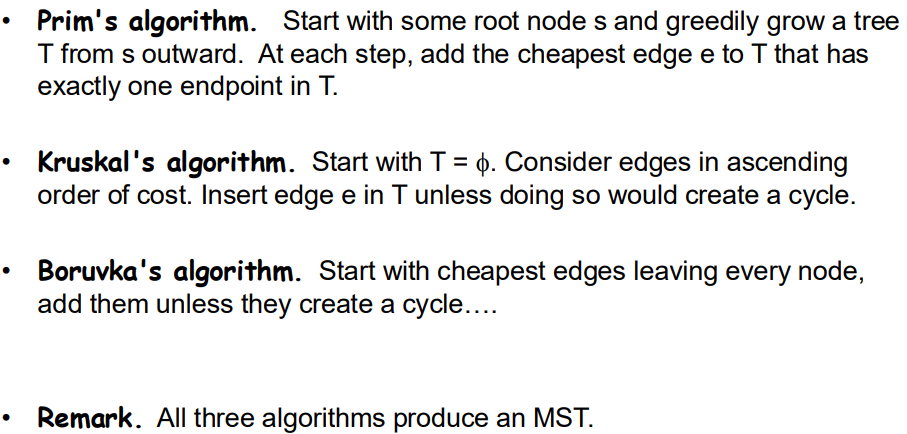 • Prim's algorithm. Start with some root node s and greedily grow a tree
T from s outward. At each step, add the cheapest edge e to T that has
exactly one endpoint in T.
• Kruskal's algorithm. Start with T = ϕ. Consider edges in ascending
order of cost. Insert edge e in T unless doing so would create a cycle.
• Boruvka's algorithm. Start with cheapest edges leaving every node,
add them unless they create a cycle….
• Remark. All three algorithms produce an MST.